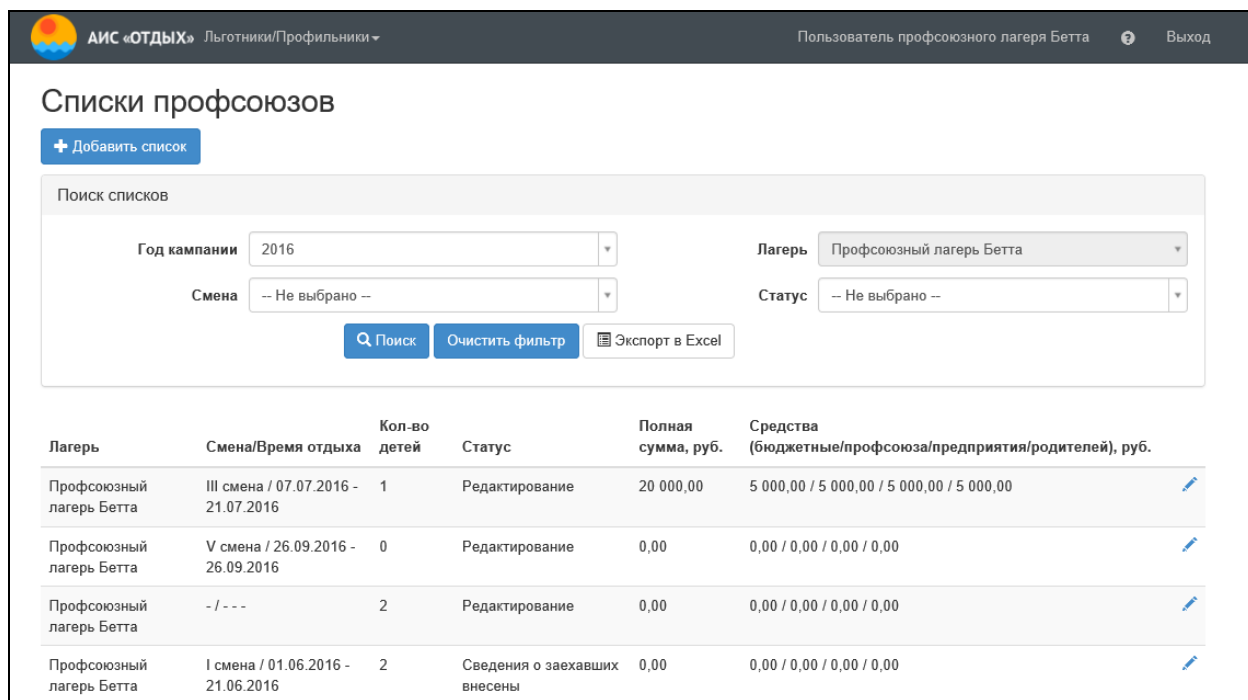 АИС «ОТДЫХ» Льготники/Профильники Пользователь профсоюзного лагеря Бетта Выход
Списки профсоюзов
Добавить список
Поиск списков
Год кампании 2016 Лагерь Профсоюзный лагерь Бетта
Смена -- Не выбрано -- Статус -- Не выбрано --
Поиск Очистить фильтр Экспорт в Excel
Кол-во Полная Средства
Лагерь Смена/Время отдыха детей Статус сумма, руб. (бюджетные/профсоюза/предприятия/родителей), руб.
Профсоюзный III смена / 07.07.2016 - 1 Редактирование 20 000,00 5 000,00 / 5 000,00 / 5 000,00 / 5 000,00
лагерь Бетта 21.07.2016
Профсоюзный V смена / 26.09.2016 - 0 Редактирование 0,00 0,00 / 0,00 / 0,00 / 0,00
лагерь Бетта 26.09.2016
Профсоюзный - / - - - 2 Редактирование 0,00 0,00 / 0,00 / 0,00 / 0,00
лагерь Бетта
Профсоюзный I смена / 01.06.2016 - 2 Сведения о заехавших 0,00 0,00 / 0,00 / 0,00 / 0,00
лагерь Бетта 21.06.2016 внесены